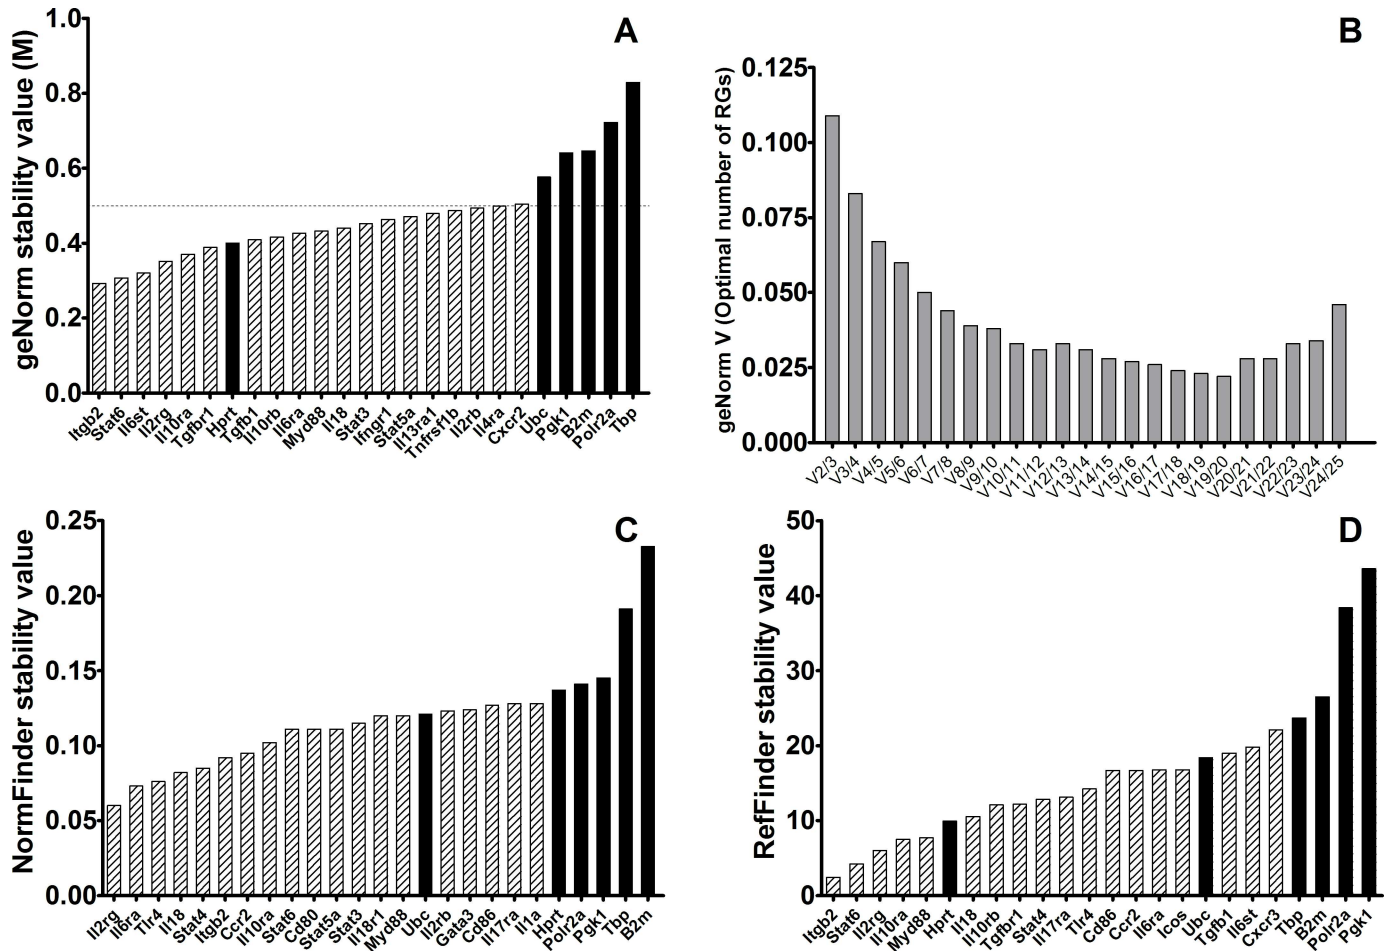 A
geNorm stability value (M)
1.0
0.8
0.6
0.4
0.2
0.0
Itgb2
Stat6
Il6st
Il2rg
Il10ra
Tgfbr1
Hprt
Tgfb1
Il10rb
Il6ra
Myd88
Il18
Stat3
Ifngr1
Stat5a
Il13ra1
Tnfrsf1b
Il2rb
Il4ra
Cxcr2
Ubc
Pgk1
B2m
Polr2a
Tbp
B
geNorm V (Optimal number of RGs)
0.125
0.100
0.075
0.050
0.025
0.000
V2/3
V3/4
V4/5
V5/6
V6/7
V7/8
V8/9
V9/10
V10/11
V11/12
V12/13
V13/14
V14/15
V15/16
V16/17
V17/18
V18/19
V19/20
V20/21
V21/22
V22/23
V23/24
V24/25
C
NormFinder stability value
0.25
0.20
0.15
0.10
0.05
0.00
Il2rg
Il6ra
Tlr4
Il18
Stat4
Itgb2
Ccr2
Il10ra
Stat6
Cd80
Stat5a
Stat3
Il18r1
Myd88
Ubc
Il2rb
Gata3
Cd86
Il17ra
Il1a
Hprt
Polr2a
Pgk1
Tbp
B2m
D
RefFinder stability value
50
40
30
20
10
0
Itgb2
Stat6
Il2rg
Il10ra
Myd88
Hprt
Il18
Il10rb
Tgfbr1
Stat4
Il17ra
Tlr4
Cd86
Ccr2
Il6ra
Icos
Ubc
Tgfb1
Il6st
Cxcr3
Tbp
B2m
Polr2a
Pgk1